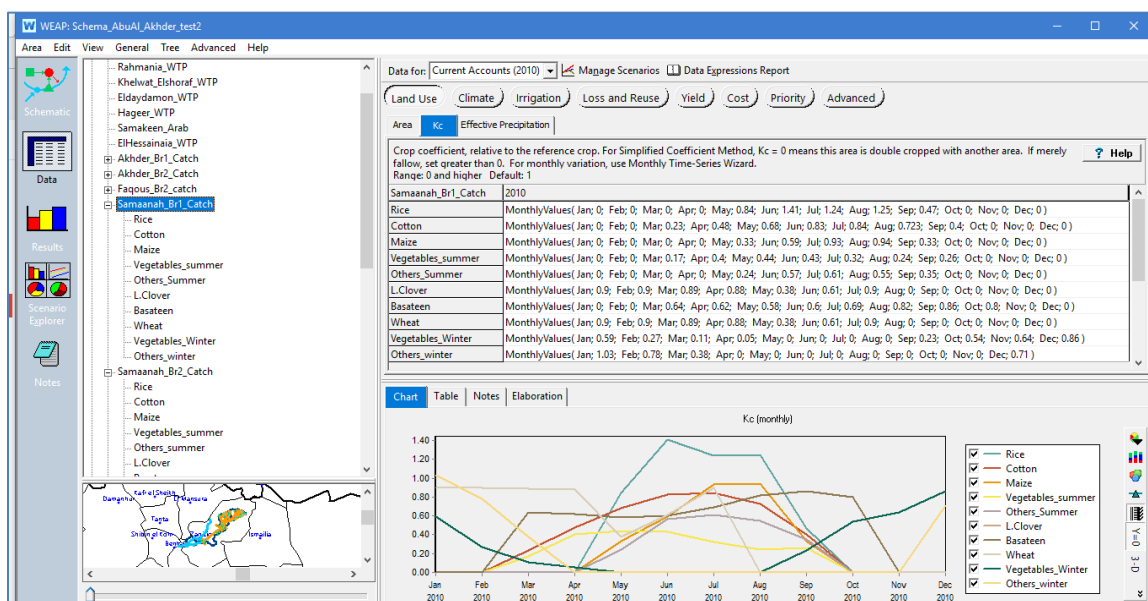 WEAP: Schema_AbuAl_Akhder_test2
Area Edit View General Tree Advanced Help
Schematic
Data
Results
Scenario
Explorer
Notes
Rahmania_WTP
Khelwat_Elshoraf_WTP
Eldaydamon_WTP
Hageer_WTP
Samakeen_Arab
ElHessainaia_WTP
Akhder_Br1_Catch
Akhder_Br2_Catch
Faqous_Br2_catch
Samaanah_Br1_Catch
Rice
Cotton
Maize
Vegetables_summer
Others_Summer
L.Clover
Basateen
Wheat
Vegetables_Winter
Others_winter
Samaanah_Br2_Catch
Rice
Cotton
Maize
Vegetables_summer
Others_summer
L.Clover
Damanhur
Tanta
Ismailia
Data for: Current Accounts (2010) Manage Scenarios Data Expressions Report
Land Use Climate Irrigation Loss and Reuse Yield Cost Priority Advanced
Area Kc Effective Precipitation
Crop coefficient, relative to the reference crop. For Simplified Coefficient Method, Kc = 0 means this area is double cropped with another area. If merely
fallow, set greater than 0. For monthly variation, use Monthly Time-Series Wizard.
Range: 0 and higher Default: 1
? Help
Samaanah_Br1_Catch 2010
Rice MonthlyValues( Jan; 0; Feb; 0; Mar; 0; Apr; 0; May; 0.84; Jun; 1.41; Jul; 1.24; Aug; 1.25; Sep; 0.47; Oct; 0; Nov; 0; Dec; 0 )
Cotton MonthlyValues( Jan; 0; Feb; 0; Mar; 0.23; Apr; 0.48; May; 0.68; Jun; 0.83; Jul; 0.84; Aug; 0.723; Sep; 0.4; Oct; 0; Nov; 0; Dec; 0 )
Maize MonthlyValues( Jan; 0; Feb; 0; Mar; 0; Apr; 0; May; 0.33; Jun; 0.59; Jul; 0.93; Aug; 0.94; Sep; 0.33; Oct; 0; Nov; 0; Dec; 0 )
Vegetables_summer MonthlyValues( Jan; 0; Feb; 0; Mar; 0.17; Apr; 0.4; May; 0.44; Jun; 0.43; Jul; 0.32; Aug; 0.24; Sep; 0.26; Oct; 0; Nov; 0; Dec; 0 )
Others_Summer MonthlyValues( Jan; 0; Feb; 0; Mar; 0; Apr; 0; May; 0.24; Jun; 0.57; Jul; 0.61; Aug; 0.55; Sep; 0.35; Oct; 0; Nov; 0; Dec; 0 )
L.Clover MonthlyValues( Jan; 0.9; Feb; 0.9; Mar; 0.89; Apr; 0.88; May; 0.38; Jun; 0.61; Jul; 0.9; Aug; 0; Sep; 0; Oct; 0; Nov; 0; Dec; 0 )
Basateen MonthlyValues( Jan; 0; Feb; 0; Mar; 0.64; Apr; 0.62; May; 0.58; Jun; 0.6; Jul; 0.69; Aug; 0.82; Sep; 0.86; Oct; 0.8; Nov; 0; Dec; 0 )
Wheat MonthlyValues( Jan; 0.9; Feb; 0.9; Mar; 0.89; Apr; 0.88; May; 0.38; Jun; 0.61; Jul; 0.9; Aug; 0; Sep; 0; Oct; 0; Nov; 0; Dec; 0 )
Vegetables_Winter MonthlyValues( Jan; 0.59; Feb; 0.27; Mar; 0.11; Apr; 0.05; May; 0; Jun; 0; Jul; 0; Aug; 0; Sep; 0.23; Oct; 0.54; Nov; 0.64; Dec; 0.86 )
Others_winter MonthlyValues( Jan; 1.03; Feb; 0.78; Mar; 0.38; Apr; 0; May; 0; Jun; 0; Jul; 0; Aug; 0; Sep; 0; Oct; 0; Nov; 0; Dec; 0.71 )
Chart Table Notes Elaboration
Kc (monthly)
1.40
1.20
1.00
0.80
0.60
0.40
0.20
0.00
Jan Feb Mar Apr May Jun Jul Aug Sep Oct Nov Dec
2010 2010 2010 2010 2010 2010 2010 2010 2010 2010 2010 2010
Rice
Cotton
Maize
Vegetables_summer
Others_Summer
L.Clover
Basateen
Wheat
Vegetables_Winter
Others_winter
Y=0
3-D